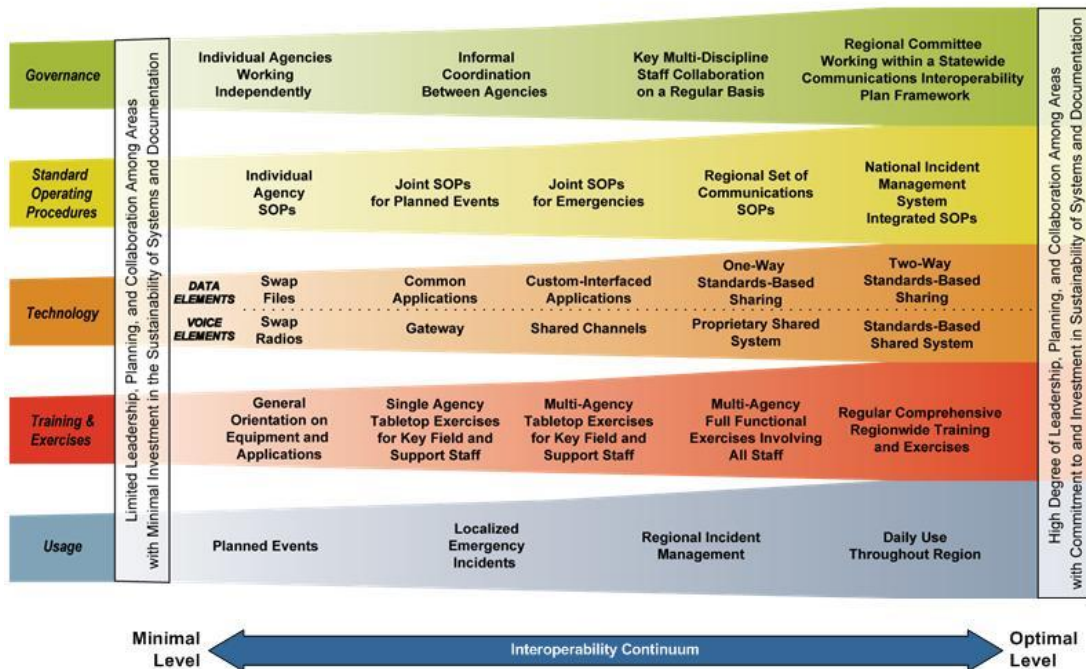 Limited Leadership, Planning, and Collaboration Among Areas
with Minimal Investment in the Sustainability of Systems and Documentation
Governance
Individual Agencies
Working
Independently
Informal
Coordination
Between Agencies
Key Multi-Discipline
Staff Collaboration
on a Regular Basis
Regional Committee
Working within a Statewide
Communications Interoperability
Plan Framework
Standard
Operating
Procedures
Individual
Agency
SOPs
Joint SOPs
for Planned Events
Joint SOPs
for Emergencies
Regional Set of
Communications
SOPs
National Incident
Management
System
Integrated SOPs
Technology
DATA
ELEMENTS
Swap
Files
Common
Applications
Custom-Interfaced
Applications
One-Way
Standards-Based
Sharing
Two-Way
Standards-Based
Sharing
VOICE
ELEMENTS
Swap
Radios
Gateway
Shared Channels
Proprietary Shared
System
Standards-Based
Shared System
Training &
Exercises
General
Orientation on
Equipment and
Applications
Single Agency
Tabletop Exercises
for Key Field and
Support Staff
Multi-Agency
Tabletop Exercises
for Key Field and
Support Staff
Multi-Agency
Full Functional
Exercises Involving
All Staff
Regular Comprehensive
Regionwide Training
and Exercises
Usage
Planned Events
Localized
Emergency
Incidents
Regional Incident
Management
Daily Use
Throughout Region
High Degree of Leadership, Planning, and Collaboration Among Areas
with Commitment to and Investment in Sustainability of Systems and Documentation
Minimal
Level
Interoperability Continuum
Optimal
Level